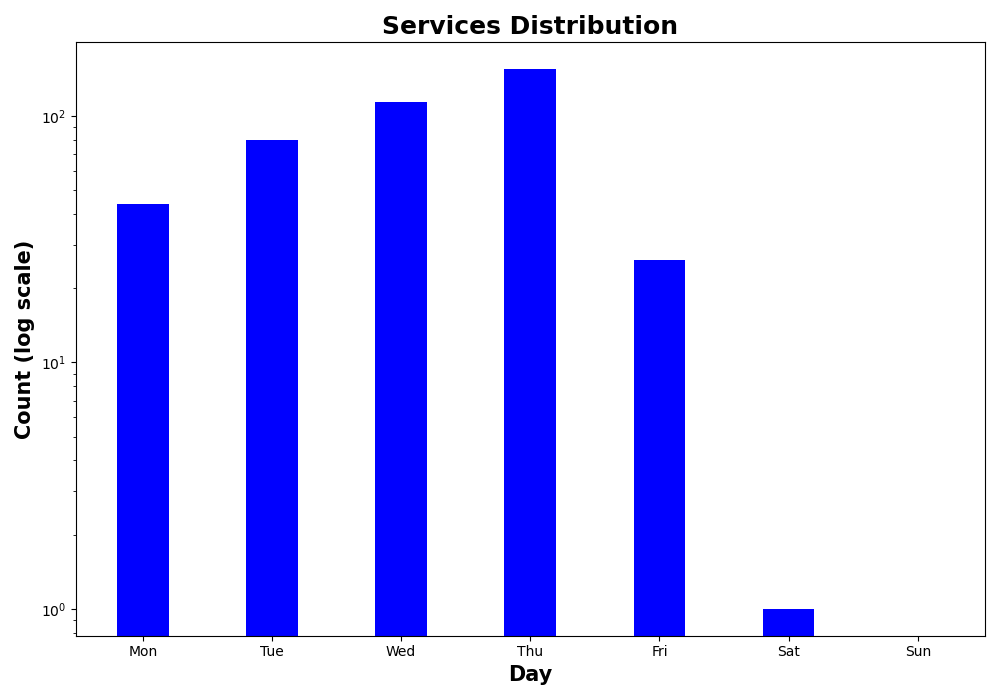 Services Distribution
Count (log scale)
10²
10¹
10⁰
Mon Tue Wed Thu Fri Sat Sun
Day